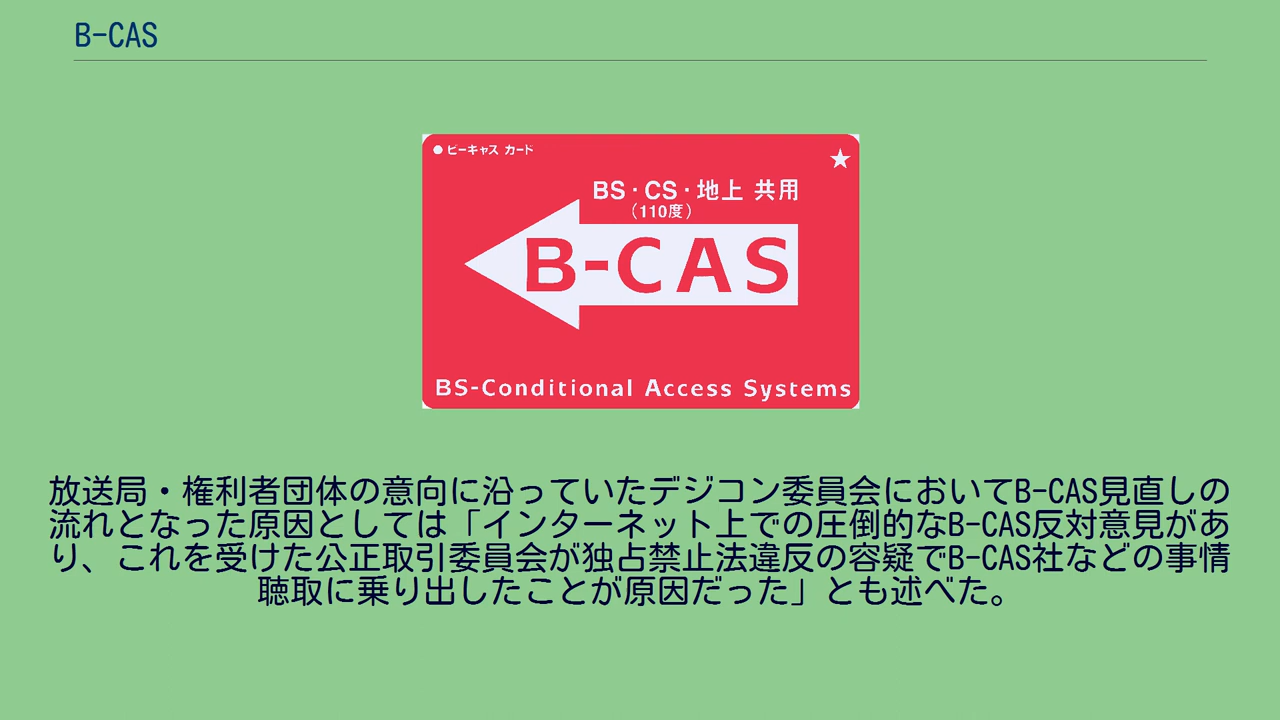 B-CAS
●ビーキャス カード
★
BS・CS・地上 共用
（110度）
B-CAS
BS-Conditional Access Systems
放送局・権利者団体の意向に沿っていたデジコン委員会においてB-CAS見直しの
流れとなった原因としては「インターネット上での圧倒的なB-CAS反対意見があ
り、これを受けた公正取引委員会が独占禁止法違反の容疑でB-CAS社などの事情
聴取に乗り出したことが原因だった」とも述べた。